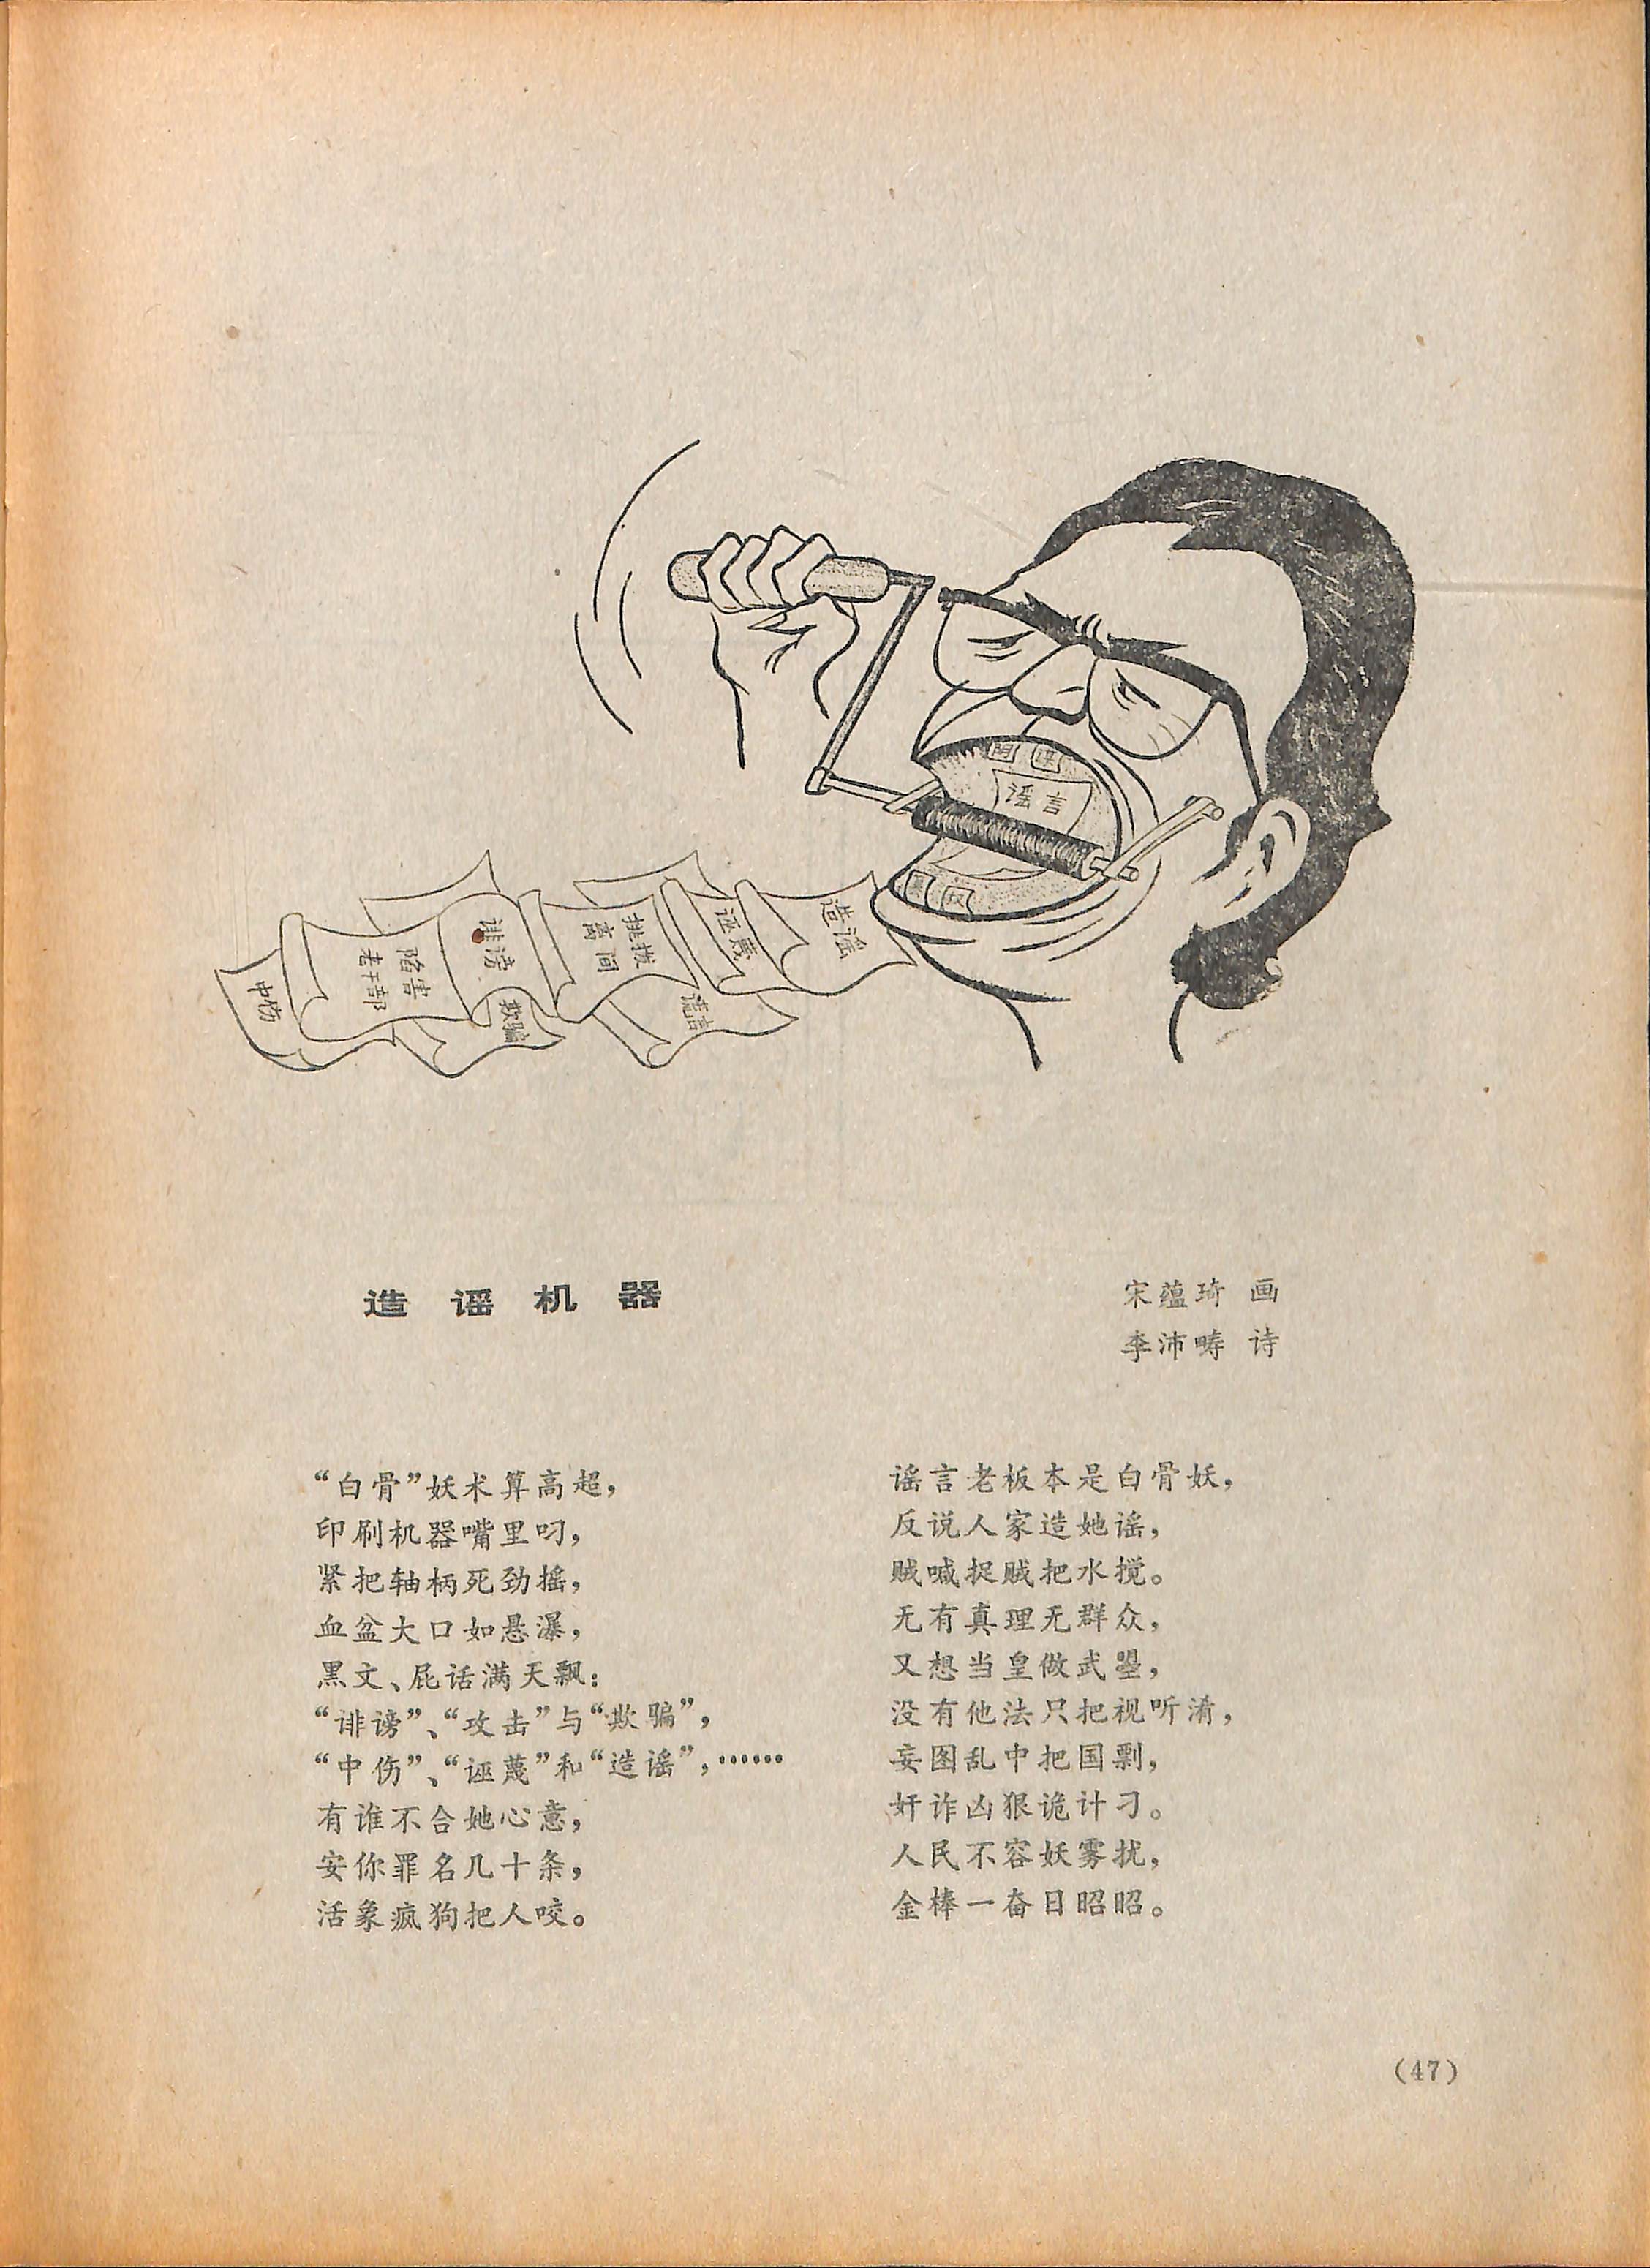 谣言
造谣
诬蔑
谎言
挑拨
离间
诽谤
欺骗
陷害
老干部
中伤
造谣机器
宋蕴琦 画
李沛畴 诗
“白骨”妖术算高超，
印刷机器嘴里叼，
紧把轴柄死劲摇，
血盆大口如悬瀑，
黑文、屁话满天飘：
“诽谤”、“攻击”与“欺骗”，
“中伤”、“诬蔑”和“造谣”，……
有谁不合她心意，
安你罪名几十条，
活象疯狗把人咬。
谣言老板本是白骨妖，
反说人家造她谣，
贼喊捉贼把水搅。
无有真理无群众，
又想当皇做武曌，
没有他法只把视听淆，
妄图乱中把国剽，
奸诈凶狠诡计刁。
人民不容妖雾扰，
金棒一奋日昭昭。
(47)